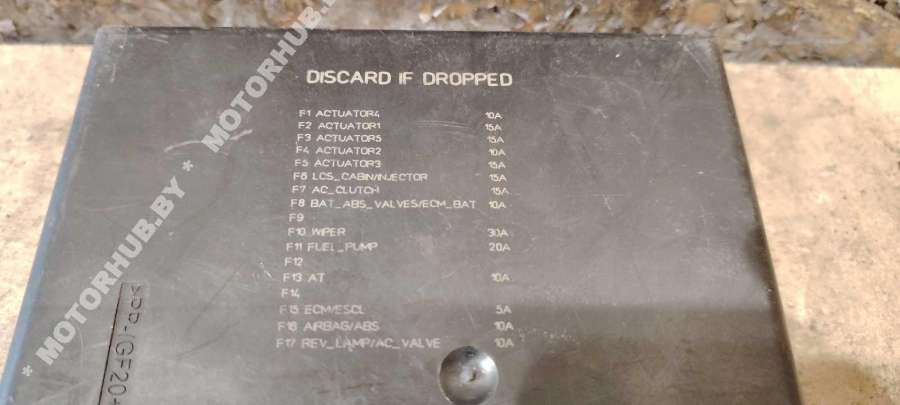 DISCARD IF DROPPED
F1 ACTUATOR4 10A
F2 ACTUATOR1 15A
F3 ACTUATOR5 15A
F4 ACTUATOR2 10A
F5 ACTUATOR3 15A
F6 LCS_CABIN/INJECTOR 15A
F7 AC_CLUTCH 15A
F8 BAT_ABS_VALVES/ECM_BAT 10A
F9
F10 WIPER 30A
F11 FUEL_PUMP 20A
F12
F13 AT 10A
F14
F15 ECM/ESCL 5A
F16 AIRBAG/ABS 10A
F17 REV_LAMP/AC_VALVE 10A
* MOTORHUB.BY * MOTORHUB.BY